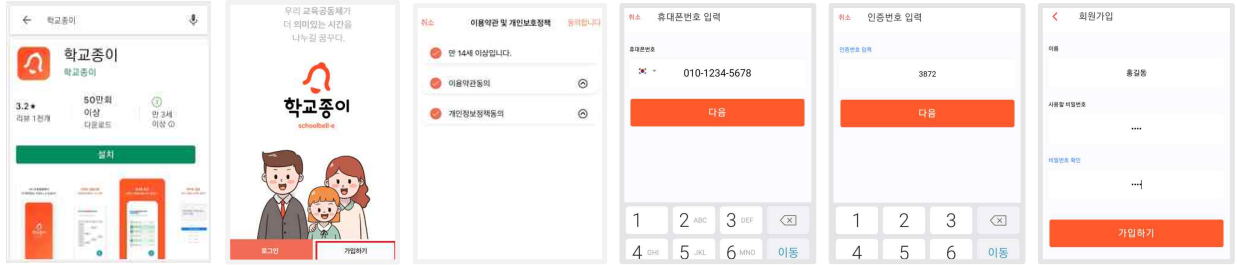 학교종이
학교종이
학교종이
3.2★
리뷰 1천개
50만회
이상
다운로드
3
만 3세
이상 ⓘ
설치
학교종이
우리 교육공동체가
더 의미있는 시간을
나누길 꿈꾸다.
학교종이
schoolbell-e
로그인
가입하기
취소
이용약관 및 개인보호정책
동의합니다
만 14세 이상입니다.
이용약관동의
개인정보정책동의
취소
휴대폰번호 입력
휴대폰번호
010-1234-5678
다음
1
2 ABC
3 DEF
4 GHI
5 JKL
6 MNO
이동
취소
인증번호 입력
인증번호 입력
3872
다음
1
2
3
4
5
6
이동
회원가입
이름
홍길동
사용할 비밀번호
••••
비밀번호 확인
••••
가입하기